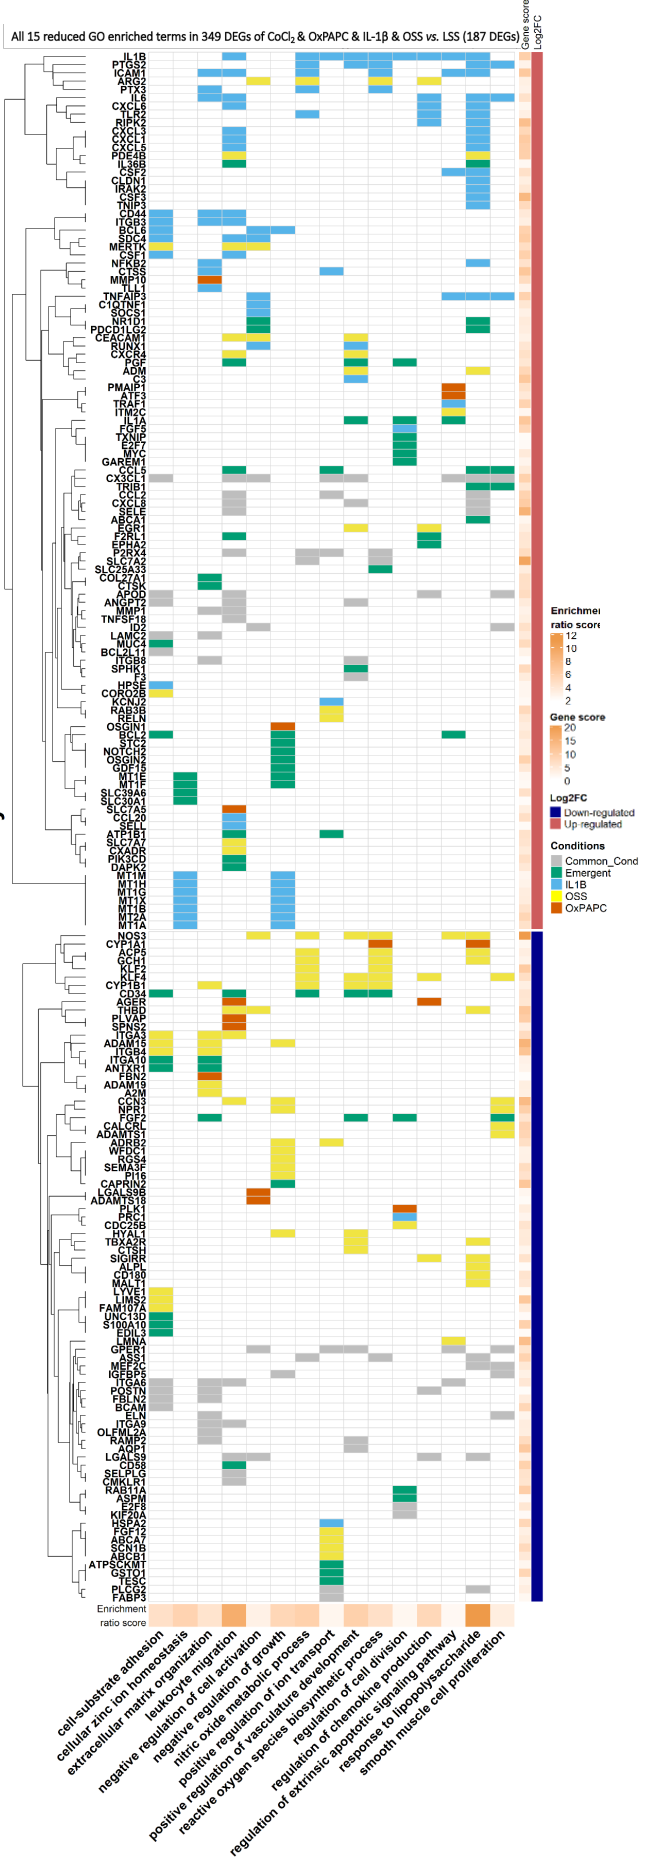 Gene score
Log2FC
All 15 reduced GO enriched terms in 349 DEGs of CoCl2 & OxPAPC & IL-1β & OSS vs. LSS (187 DEGs)
IL1B
PTGS2
ICAM1
ARG2
PTX3
IL6
CXCL6
TLR2
RIPK2
CXCL3
CXCL1
CXCL5
PDE4B
IL36B
CSF2
CLDN1
IRAK2
CSF3
TNIP3
CD44
ITGB3
BCL6
SDC4
MERTK
CSF1
NFKB2
CTSS
MMP10
TLL1
TNFAIP3
C1QTNF1
SOCS1
NR1D1
PDCD1LG2
CEACAM1
RUNX1
CXCR4
PGF
ADM
C3
PMAIP1
ATF3
TRAF1
ITM2C
IL1A
FGF5
TXNIP
E2F7
MYC
GAREM1
CCL5
CX3CL1
TRIB1
CCL2
CXCL8
SELE
ABCA1
EGR1
F2RL1
EPHA2
P2RX4
SLC7A2
SLC25A33
COL27A1
CTSK
APOD
ANGPT2
MMP1
TNFSF18
ID2
LAMC2
MUC4
BCL2L11
ITGB8
SPHK1
F3
HPSE
CORO2B
KCNJ2
RAB3B
RELN
OSGIN1
BCL2
STC2
NOTCH2
OSGIN2
GDF15
MT1E
MT1F
SLC39A6
SLC30A1
SLC7A5
CCL20
SELL
ATP1B1
SLC7A7
CXADR
PIK3CD
DAPK2
MT1M
MT1H
MT1G
MT1X
MT1B
MT2A
MT1A
NOS3
CYP1A1
ACP5
GCH1
KLF2
KLF4
CYP1B1
CD34
AGER
THBD
PLVAP
SPNS2
ITGA3
ADAM15
ITGB4
ITGA10
ANTXR1
FBN2
ADAM19
A2M
CCN3
NPR1
FGF2
CALCRL
ADAMTS1
ADRB2
WFDC1
RGS4
SEMA3F
PI16
CAPRIN2
LGALS9B
ADAMTS18
PLK1
PRC1
CDC25B
HYAL1
TBXA2R
CTSH
SIGIRR
ALPL
CD180
MALT1
LYVE1
LIMS2
FAM107A
UNC13D
S100A10
EDIL3
LMNA
GPER1
ASS1
MEF2C
IGFBP5
ITGA6
POSTN
FBLN2
BCAM
ELN
ITGA9
OLFML2A
RAMP2
AQP1
LGALS9
CD58
SELPLG
CMKLR1
RAB11A
ASPM
E2F8
KIF20A
HSPA2
FGF12
ABCA7
SCN1B
ABCB1
ATPSCKMT
GSTO1
TESC
PLCG2
FABP3
Enrichment
ratio score
cell-substrate adhesion
cellular zinc ion homeostasis
extracellular matrix organization
leukocyte migration
negative regulation of cell activation
negative regulation of growth
nitric oxide metabolic process
positive regulation of ion transport
positive regulation of vasculature development
reactive oxygen species biosynthetic process
regulation of cell division
regulation of chemokine production
regulation of extrinsic apoptotic signaling pathway
response to lipopolysaccharide
smooth muscle cell proliferation
Enrichmer
ratio score
12
10
8
6
4
2
Gene score
20
15
10
5
0
Log2FC
Down-regulated
Up-regulated
Conditions
Common_Cond
Emergent
IL1B
OSS
OxPAPC